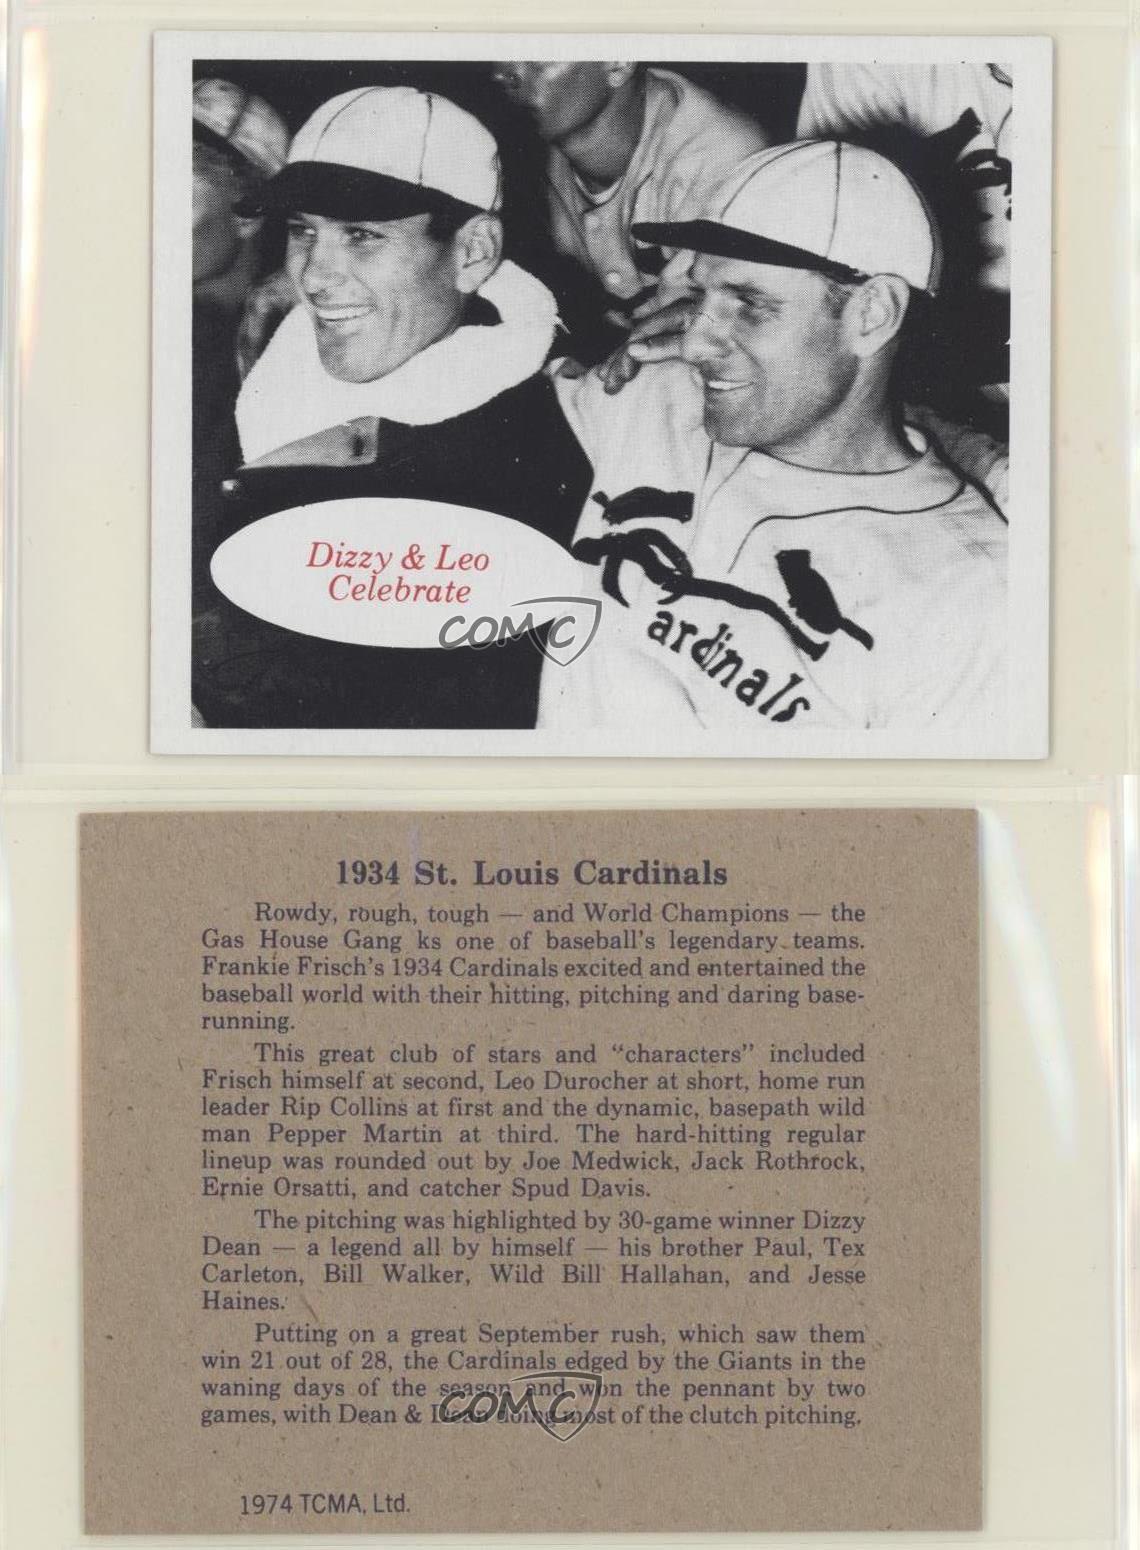 Dizzy & Leo
Celebrate
COMC
ardinals
1934 St. Louis Cardinals
Rowdy, rough, tough — and World Champions — the
Gas House Gang ks one of baseball's legendary teams.
Frankie Frisch's 1934 Cardinals excited and entertained the
baseball world with their hitting, pitching and daring base-
running.
This great club of stars and "characters" included
Frisch himself at second, Leo Durocher at short, home run
leader Rip Collins at first and the dynamic, basepath wild
man Pepper Martin at third. The hard-hitting regular
lineup was rounded out by Joe Medwick, Jack Rothrock,
Ernie Orsatti, and catcher Spud Davis.
The pitching was highlighted by 30-game winner Dizzy
Dean — a legend all by himself — his brother Paul, Tex
Carleton, Bill Walker, Wild Bill Hallahan, and Jesse
Haines.
Putting on a great September rush, which saw them
win 21 out of 28, the Cardinals edged by the Giants in the
waning days of the season and won the pennant by two
games, with Dean & Dean doing most of the clutch pitching.
COMC
1974 TCMA, Ltd.